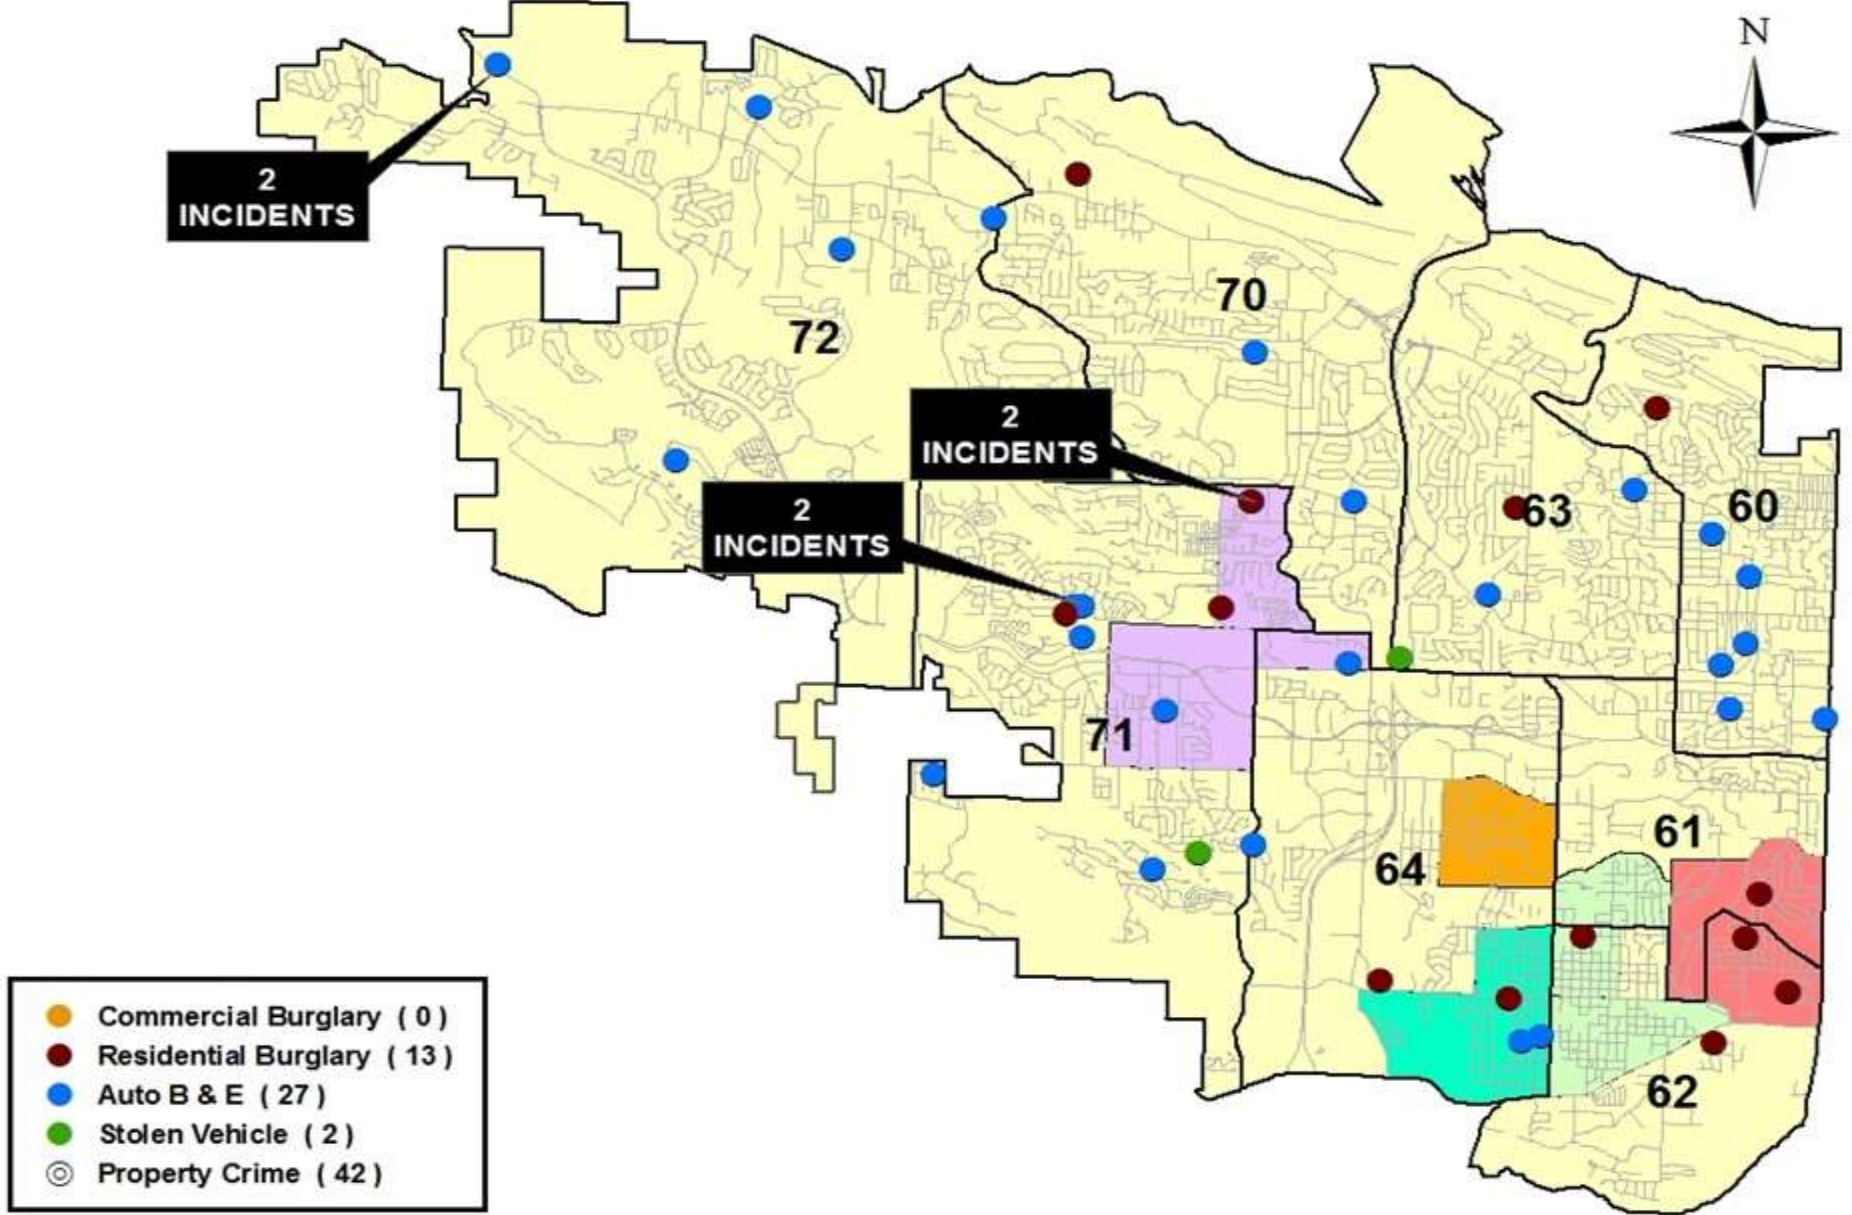 N
2
INCIDENTS
70
72
2
INCIDENTS
2
INCIDENTS
63
60
71
61
64
62
Commercial Burglary ( 0 )
Residential Burglary ( 13 )
Auto B & E ( 27 )
Stolen Vehicle ( 2 )
Property Crime ( 42 )